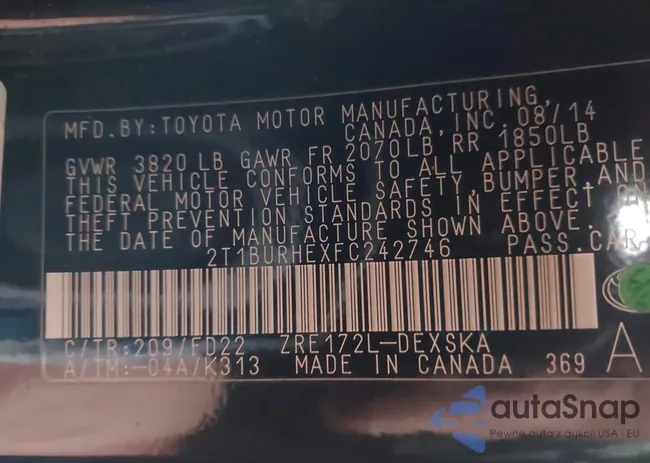 MFD.BY:TOYOTA MOTOR MANUFACTURING,
CANADA, INC. 08/14
GVWR 3820 LB GAWR FR 2070LB, RR 1850LB
THIS VEHICLE CONFORMS TO ALL APPLICABLE
FEDERAL MOTOR VEHICLE SAFETY, BUMPER AND
THEFT PREVENTION STANDARDS IN EFFECT ON
THE DATE OF MANUFACTURE SHOWN ABOVE.
2T1BURHEXFC242746 PASS.CAR
C/TR:209/FD22 ZRE172L-DEXSKA
A/TM:-04A/K313 MADE IN CANADA 369 A
autaSnap
Pewne auta z aukcji USA i EU